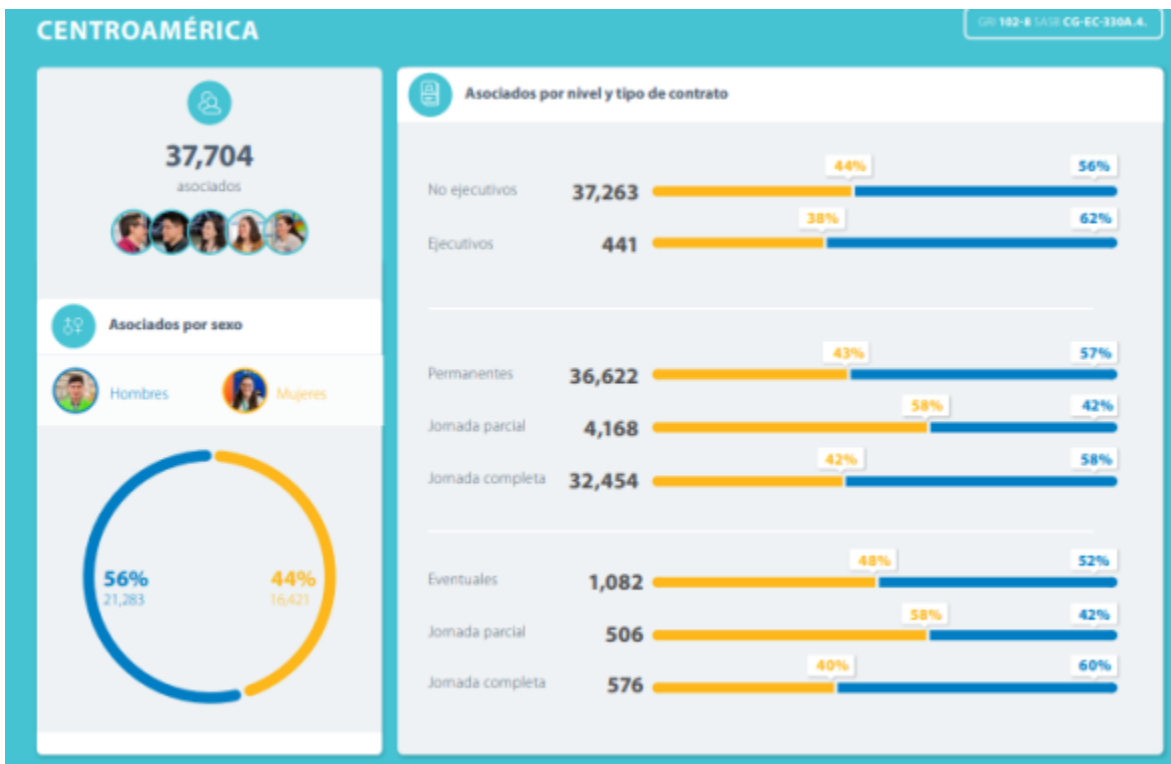 CENTROAMÉRICA
GRI 102-8 SASB CG-EC-330A.4.
37,704
asociados
Asociados por sexo
Hombres
Mujeres
56%
21,283
44%
16,421
Asociados por nivel y tipo de contrato
44%
56%
No ejecutivos 37,263
38%
62%
Ejecutivos 441
43%
57%
Permanentes 36,622
58%
42%
Jornada parcial 4,168
42%
58%
Jornada completa 32,454
48%
52%
Eventuales 1,082
58%
42%
Jornada parcial 506
40%
60%
Jornada completa 576